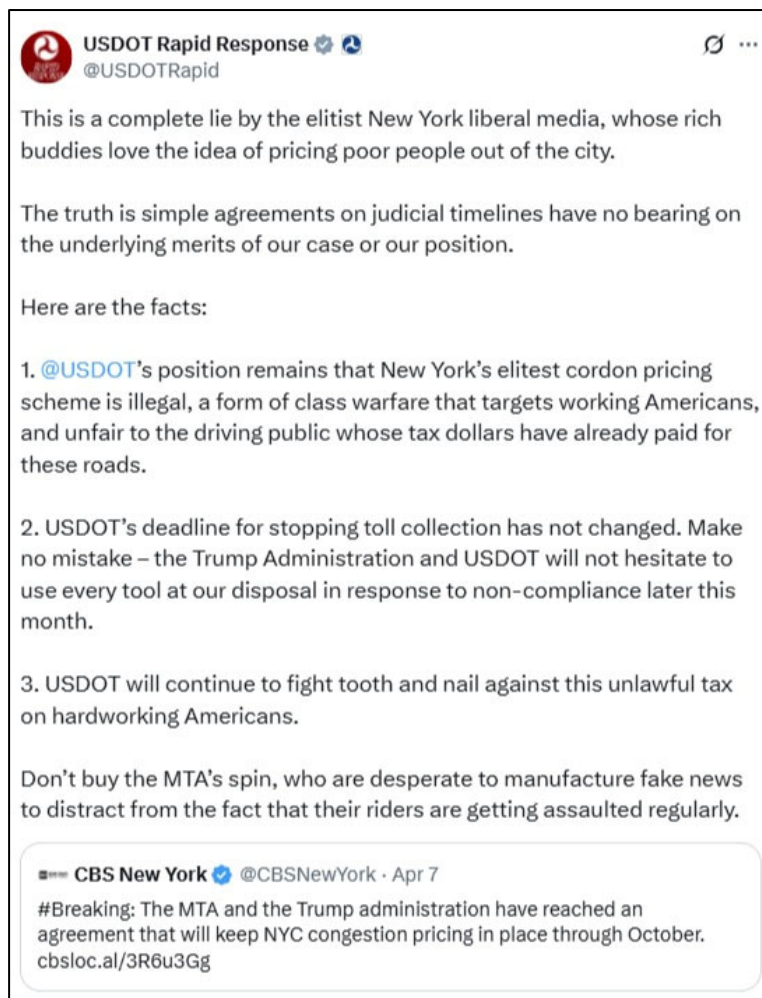 USDOT Rapid Response
@USDOTRapid
This is a complete lie by the elitist New York liberal media, whose rich
buddies love the idea of pricing poor people out of the city.
The truth is simple agreements on judicial timelines have no bearing on
the underlying merits of our case or our position.
Here are the facts:
1. @USDOT's position remains that New York's elitest cordon pricing
scheme is illegal, a form of class warfare that targets working Americans,
and unfair to the driving public whose tax dollars have already paid for
these roads.
2. USDOT's deadline for stopping toll collection has not changed. Make
no mistake – the Trump Administration and USDOT will not hesitate to
use every tool at our disposal in response to non-compliance later this
month.
3. USDOT will continue to fight tooth and nail against this unlawful tax
on hardworking Americans.
Don't buy the MTA's spin, who are desperate to manufacture fake news
to distract from the fact that their riders are getting assaulted regularly.
CBS New York @CBSNewYork · Apr 7
#Breaking: The MTA and the Trump administration have reached an
agreement that will keep NYC congestion pricing in place through October.
cbsloc.al/3R6u3Gg